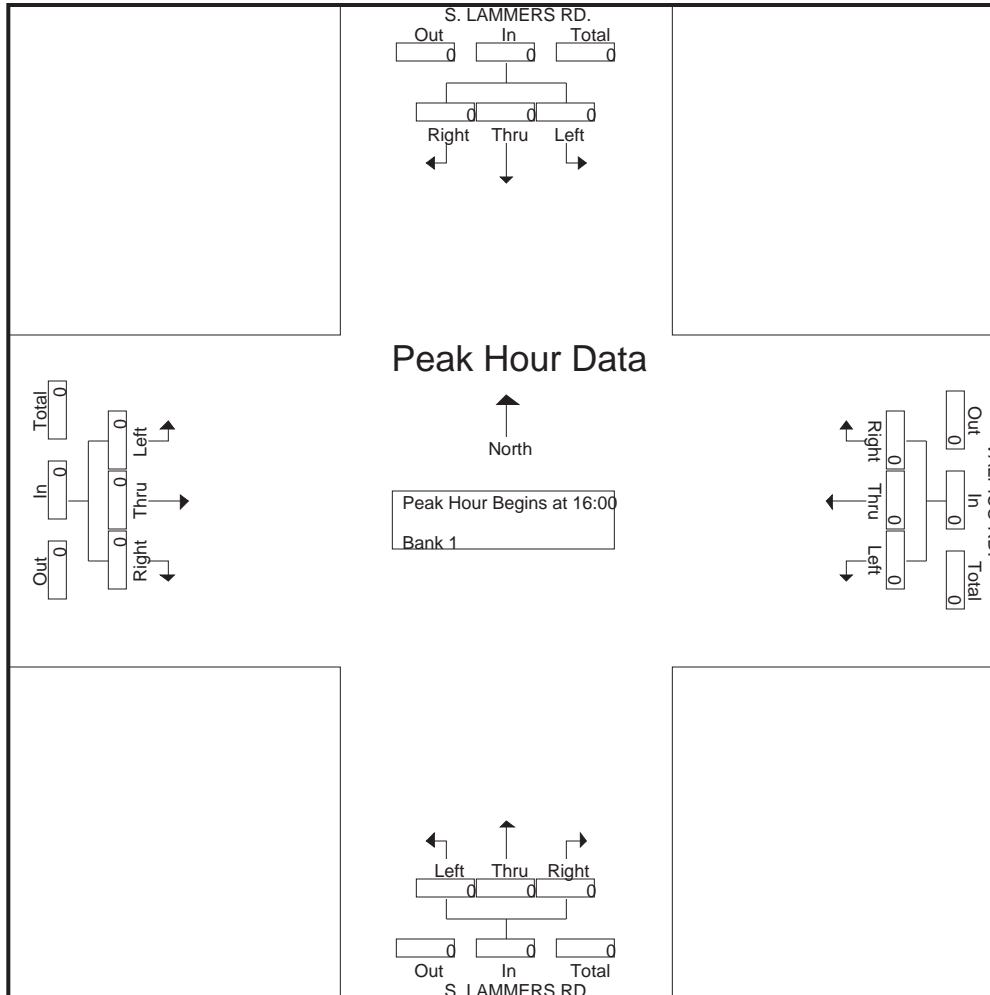 S. LAMMERS RD.
Out In Total
0 0 0
0 0 0
Right Thru Left
Peak Hour Data
North
Peak Hour Begins at 16:00
Bank 1
Total In Out
0 0 0
0 0 0
Left Thru Right
Right Thru Left
0 0 0
0 0 0
Out In Total
Left Thru Right
0 0 0
0 0 0
Out In Total
S. LAMMERS RD